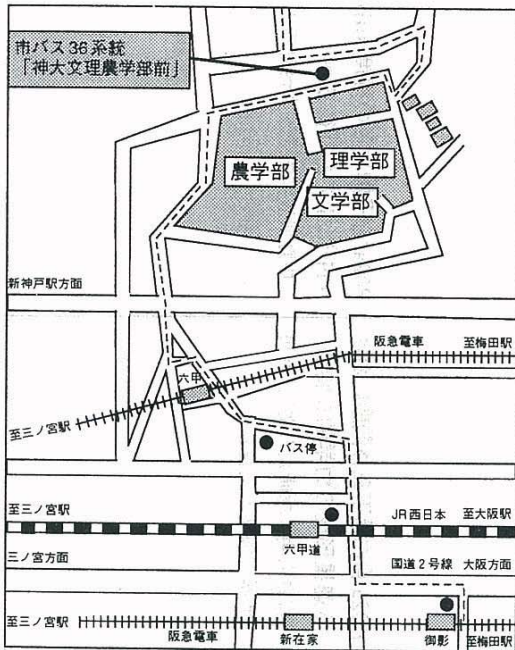 市バス36系統
「神大文理農学部前」
農学部
理学部
文学部
新神戸駅方面
阪急電車
至梅田駅
六甲
至三ノ宮駅
バス停
至三ノ宮駅
JR西日本
至大阪駅
六甲道
三ノ宮方面
国道2号線 大阪方面
至三ノ宮駅
阪急電車
新在家
御影
至梅田駅